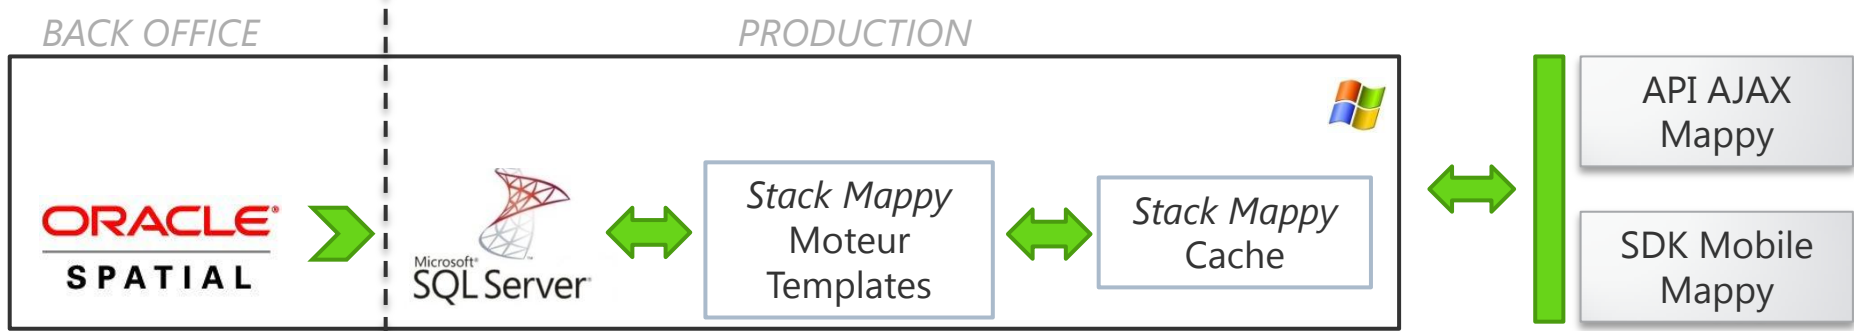 BACK OFFICE
PRODUCTION
ORACLE®
SPATIAL
Microsoft®
SQL Server
Stack Mappy
Moteur
Templates
Stack Mappy
Cache
API AJAX
Mappy
SDK Mobile
Mappy